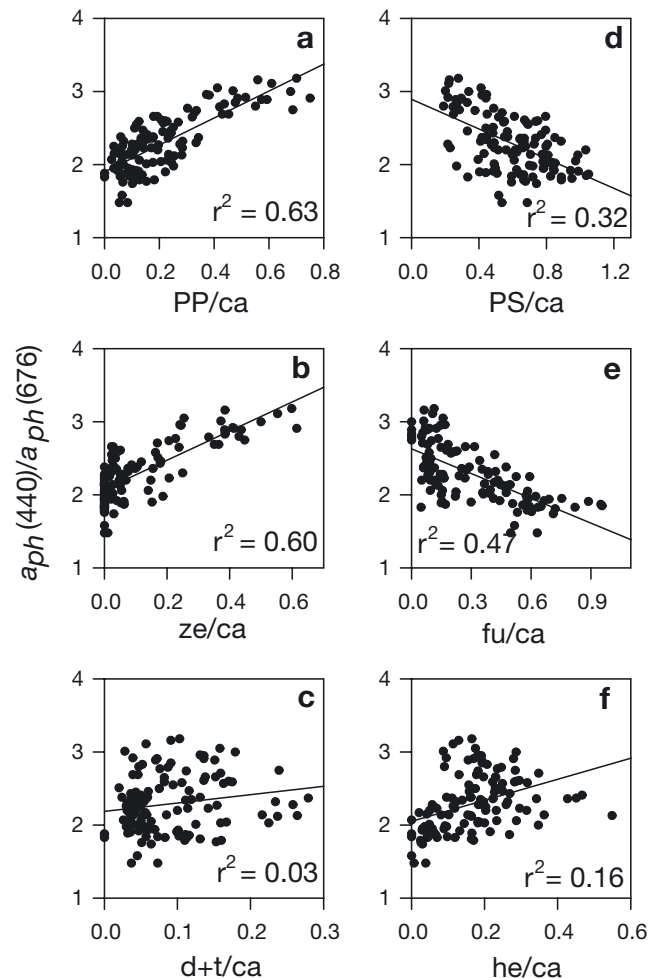 a
4
3
2
1
r² = 0.63
0.0 0.2 0.4 0.6 0.8
PP/ca
d
4
3
2
1
r² = 0.32
0.0 0.4 0.8 1.2
PS/ca
aph(440)/aph(676)
b
4
3
2
1
r² = 0.60
0.0 0.2 0.4 0.6
ze/ca
e
4
3
2
1
r² = 0.47
0.0 0.3 0.6 0.9
fu/ca
c
4
3
2
1
r² = 0.03
0.0 0.1 0.2 0.3
d+t/ca
f
4
3
2
1
r² = 0.16
0.0 0.2 0.4 0.6
he/ca